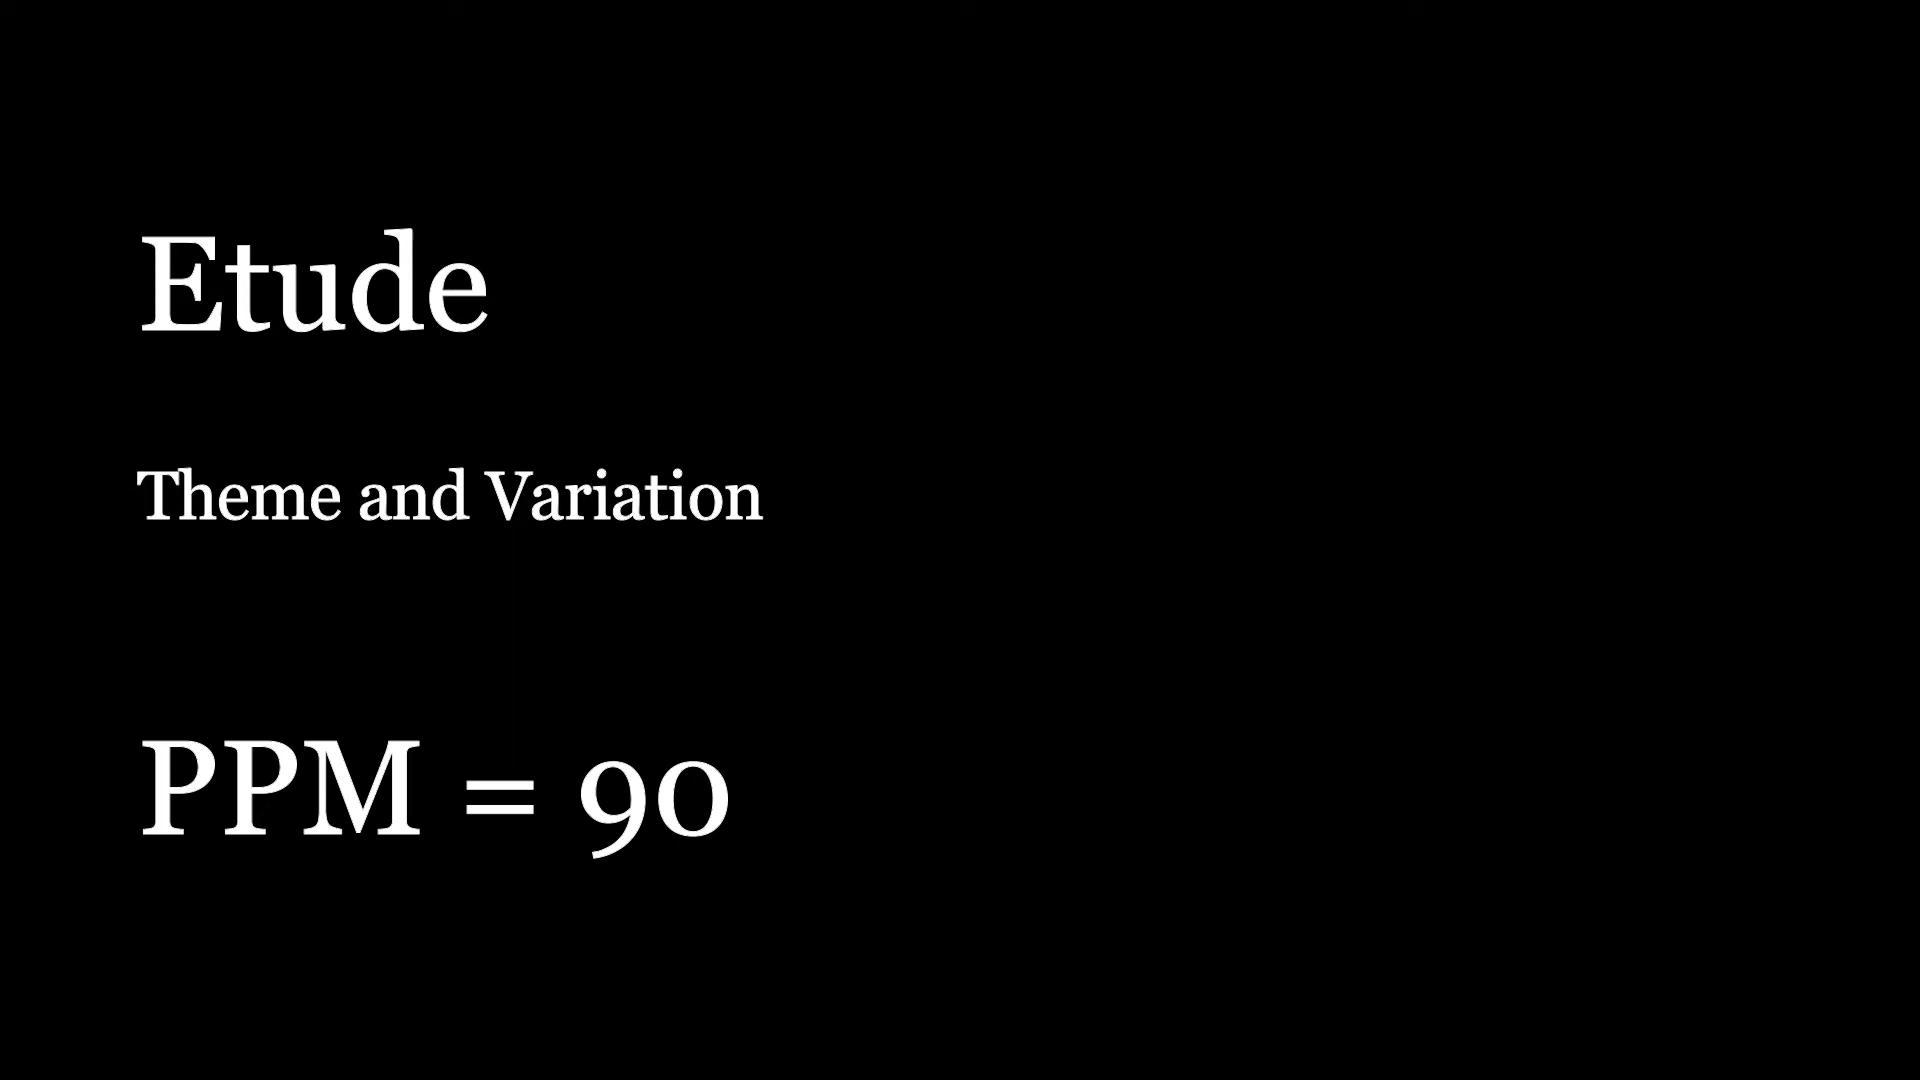 Etude
Theme and Variation
PPM = 90